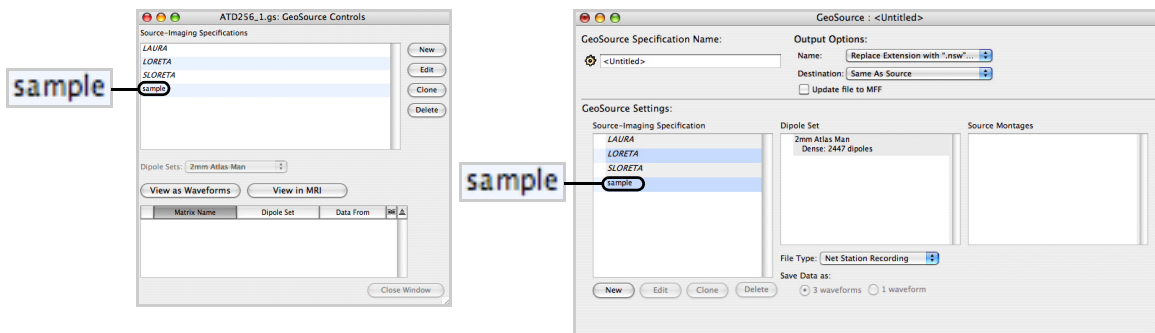 ATD256_1.gs: GeoSource Controls
Source-Imaging Specifications
LAURA
LORETA
SLORETA
sample
sample
New
Edit
Clone
Delete
Dipole Sets: 2mm Atlas Man
View as Waveforms
View in MRI
Matrix Name
Dipole Set
Data From
Close Window
GeoSource : <Untitled>
GeoSource Specification Name:
<Untitled>
Output Options:
Name: Replace Extension with ".nsw"...
Destination: Same As Source
Update file to MFF
GeoSource Settings:
Source-Imaging Specification
LAURA
LORETA
SLORETA
sample
sample
New
Edit
Clone
Delete
Dipole Set
2mm Atlas Man
Dense: 2447 dipoles
Source Montages
File Type: Net Station Recording
Save Data as:
3 waveforms
1 waveform